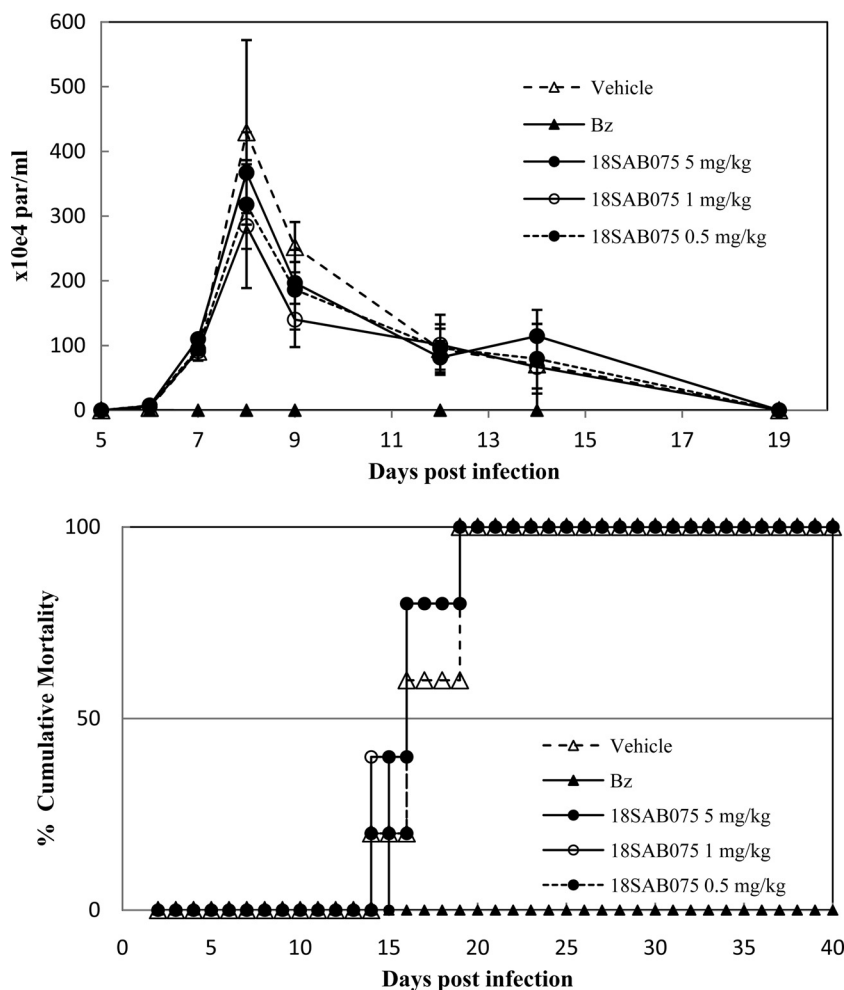 600
500
400
300
200
100
0
x10e4 par/ml
5 7 9 11 13 15 17 19
Days post infection
Vehicle
Bz
18SAB075 5 mg/kg
18SAB075 1 mg/kg
18SAB075 0.5 mg/kg
100
50
0
% Cumulative Mortality
0 5 10 15 20 25 30 35 40
Days post infection
Vehicle
Bz
18SAB075 5 mg/kg
18SAB075 1 mg/kg
18SAB075 0.5 mg/kg